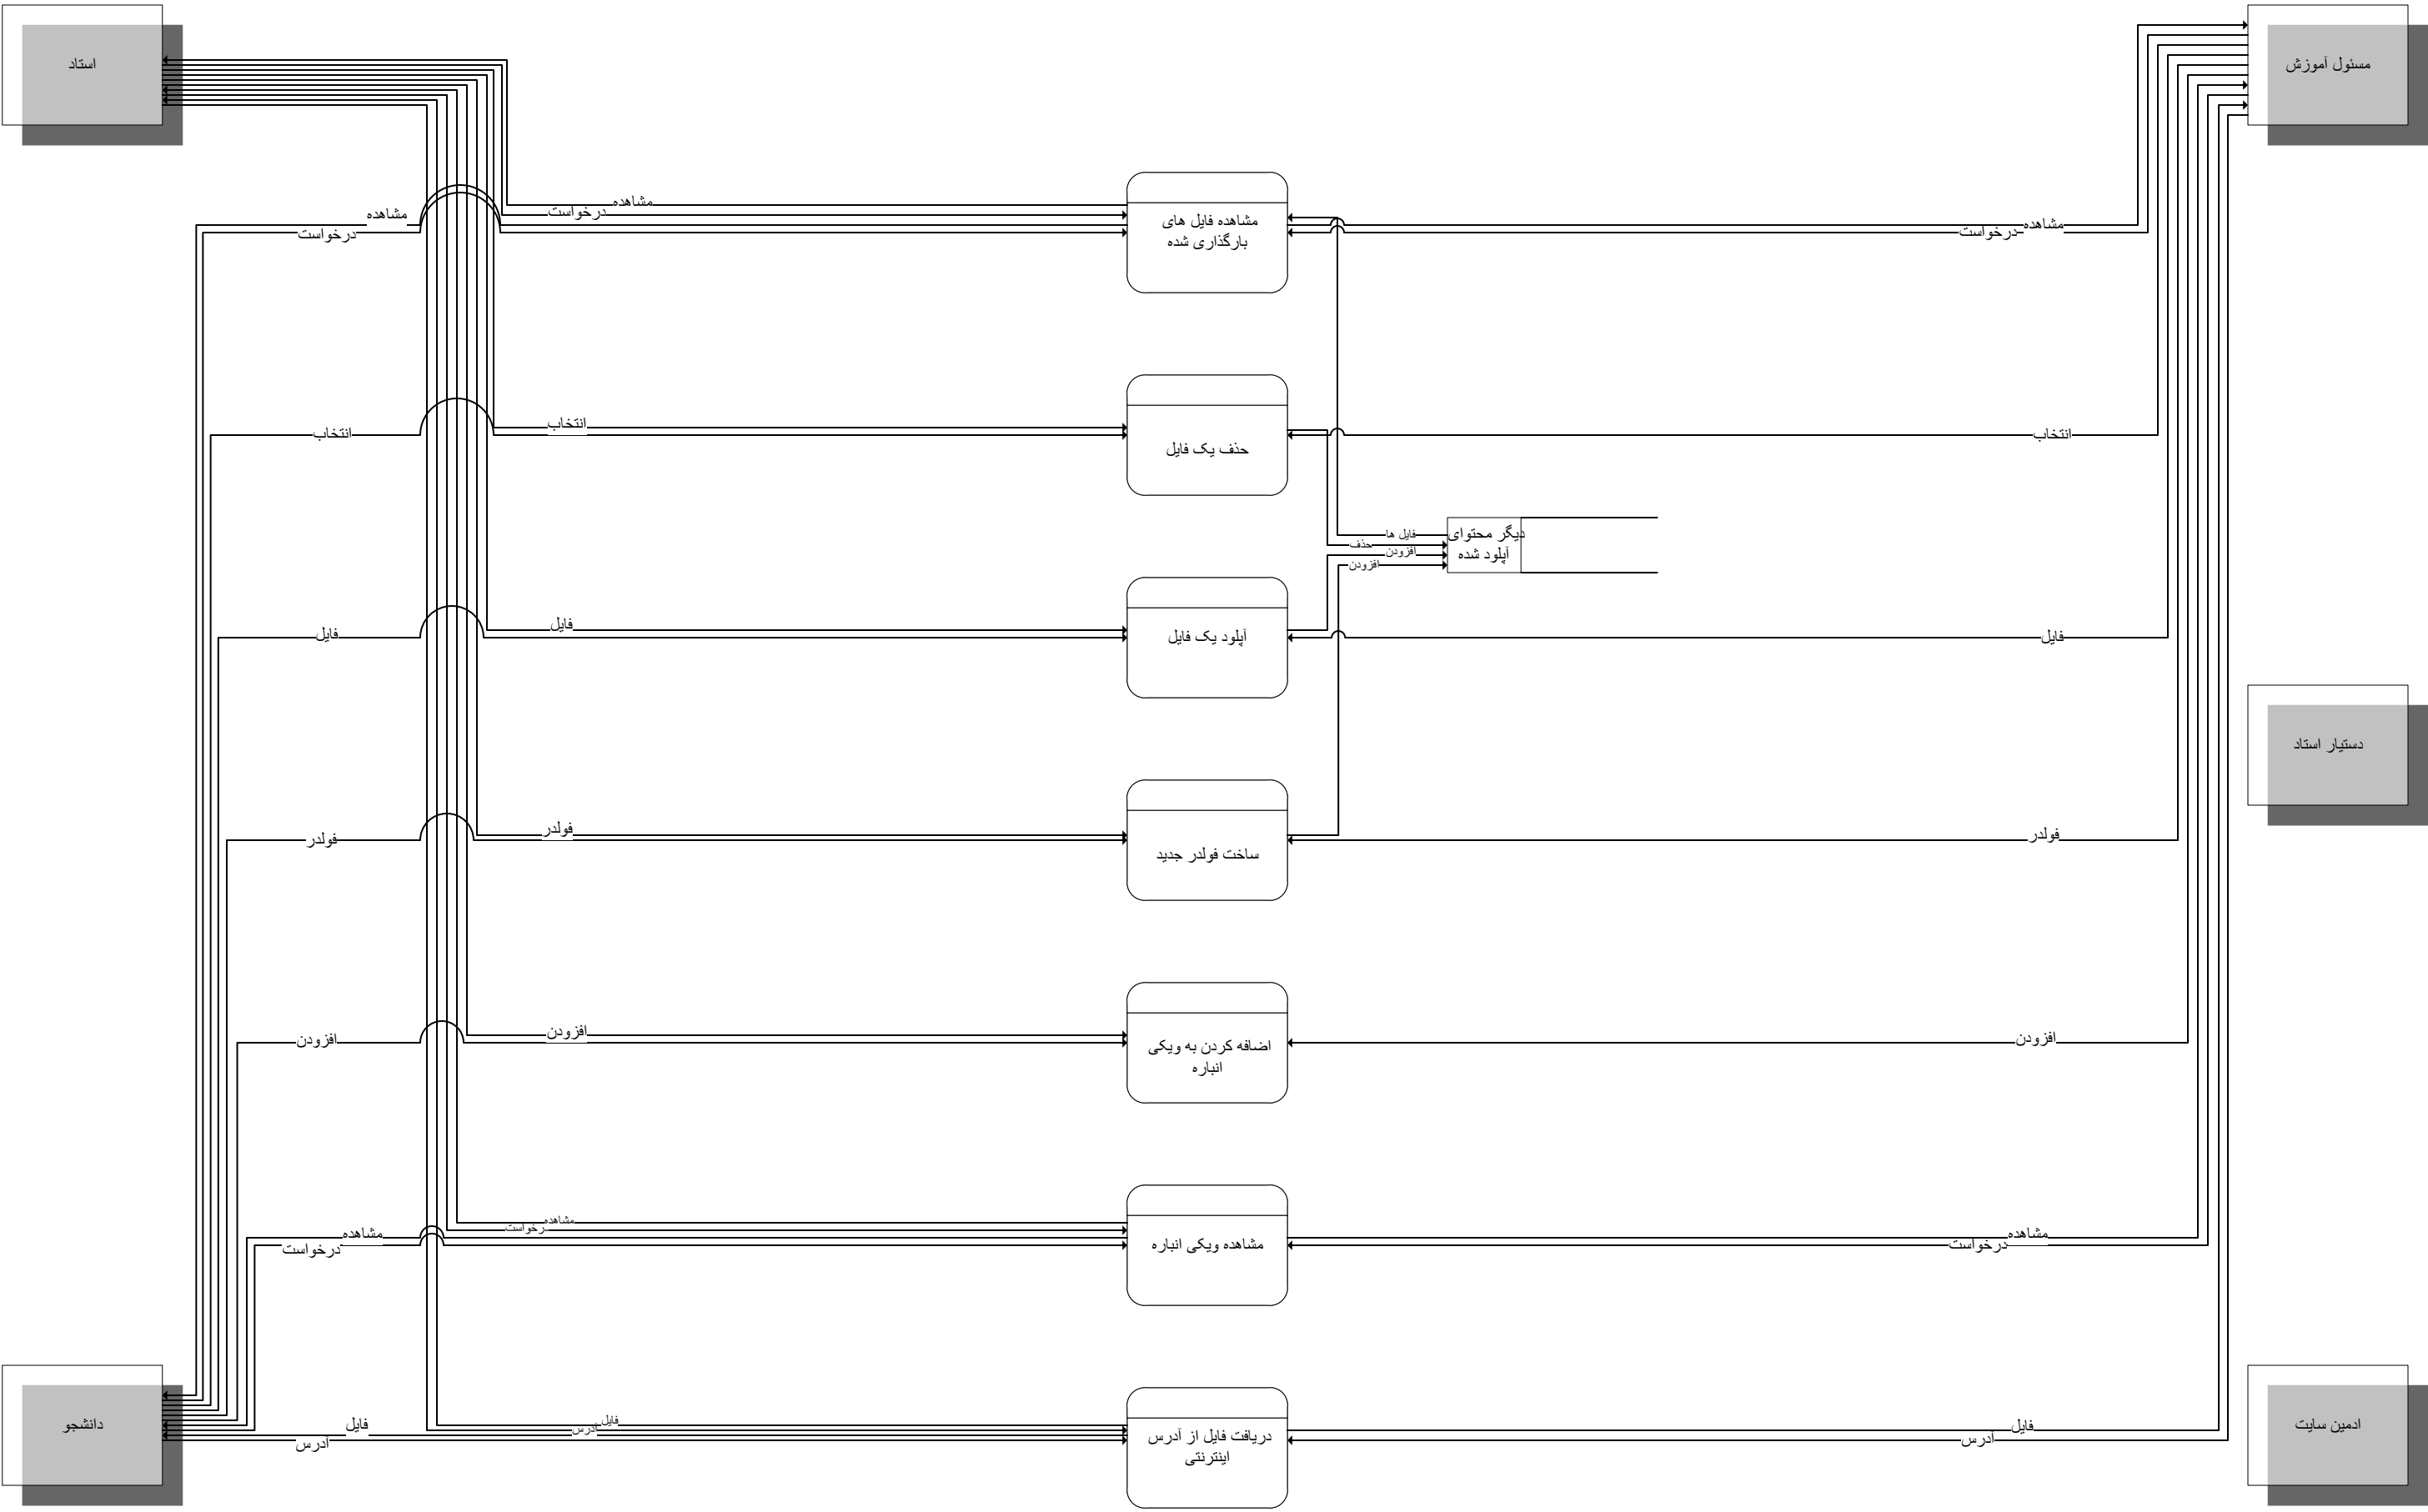 استاد
مسئول آموزش
مشاهده
درخواست
مشاهده
درخواست
مشاهده فایل های
بارگذاری شده
مشاهده
درخواست
انتخاب
انتخاب
حذف یک فایل
انتخاب
فایل ها
حذف
افزودن
افزودن
دیگر محتوای
آپلود شده
فایل
فایل
آپلود یک فایل
فایل
دستیار استاد
فولدر
فولدر
ساخت فولدر جدید
فولدر
افزودن
افزودن
اضافه کردن به ویکی
انباره
افزودن
مشاهده
درخواست
مشاهده
درخواست
مشاهده ویکی انباره
مشاهده
درخواست
دانشجو
فایل
آدرس
فایل
آدرس
دریافت فایل از آدرس
اینترنتی
فایل
آدرس
ادمین سایت